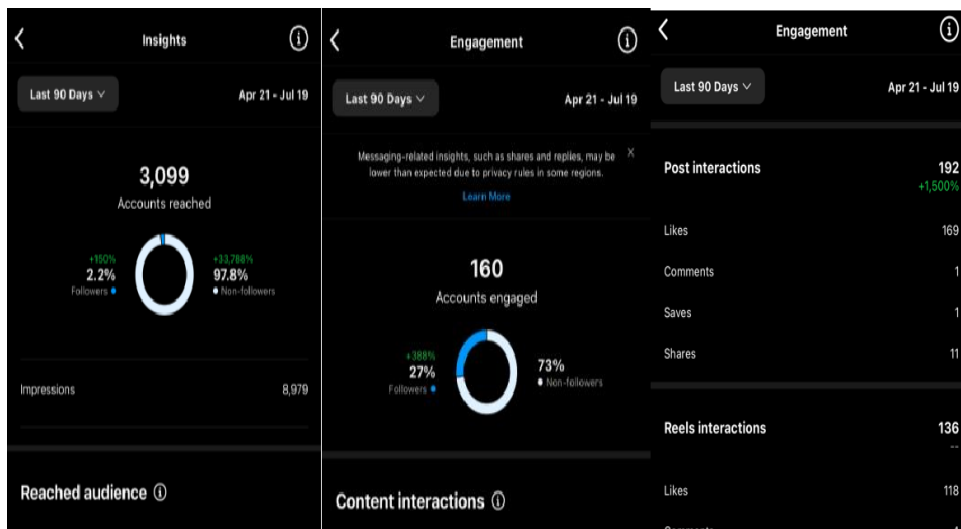 Insights
Last 90 Days
Apr 21 - Jul 19
3,099
Accounts reached
+150%
2.2%
Followers
+33,788%
97.8%
Non-followers
Impressions
8,979
Reached audience
Engagement
Last 90 Days
Apr 21 - Jul 19
Messaging-related insights, such as shares and replies, may be
lower than expected due to privacy rules in some regions.
Learn More
160
Accounts engaged
+388%
27%
Followers
73%
Non-followers
Content interactions
Engagement
Last 90 Days
Apr 21 - Jul 19
Post interactions 192
+1,500%
Likes 169
Comments 1
Saves 1
Shares 11
Reels interactions 136
--
Likes 118